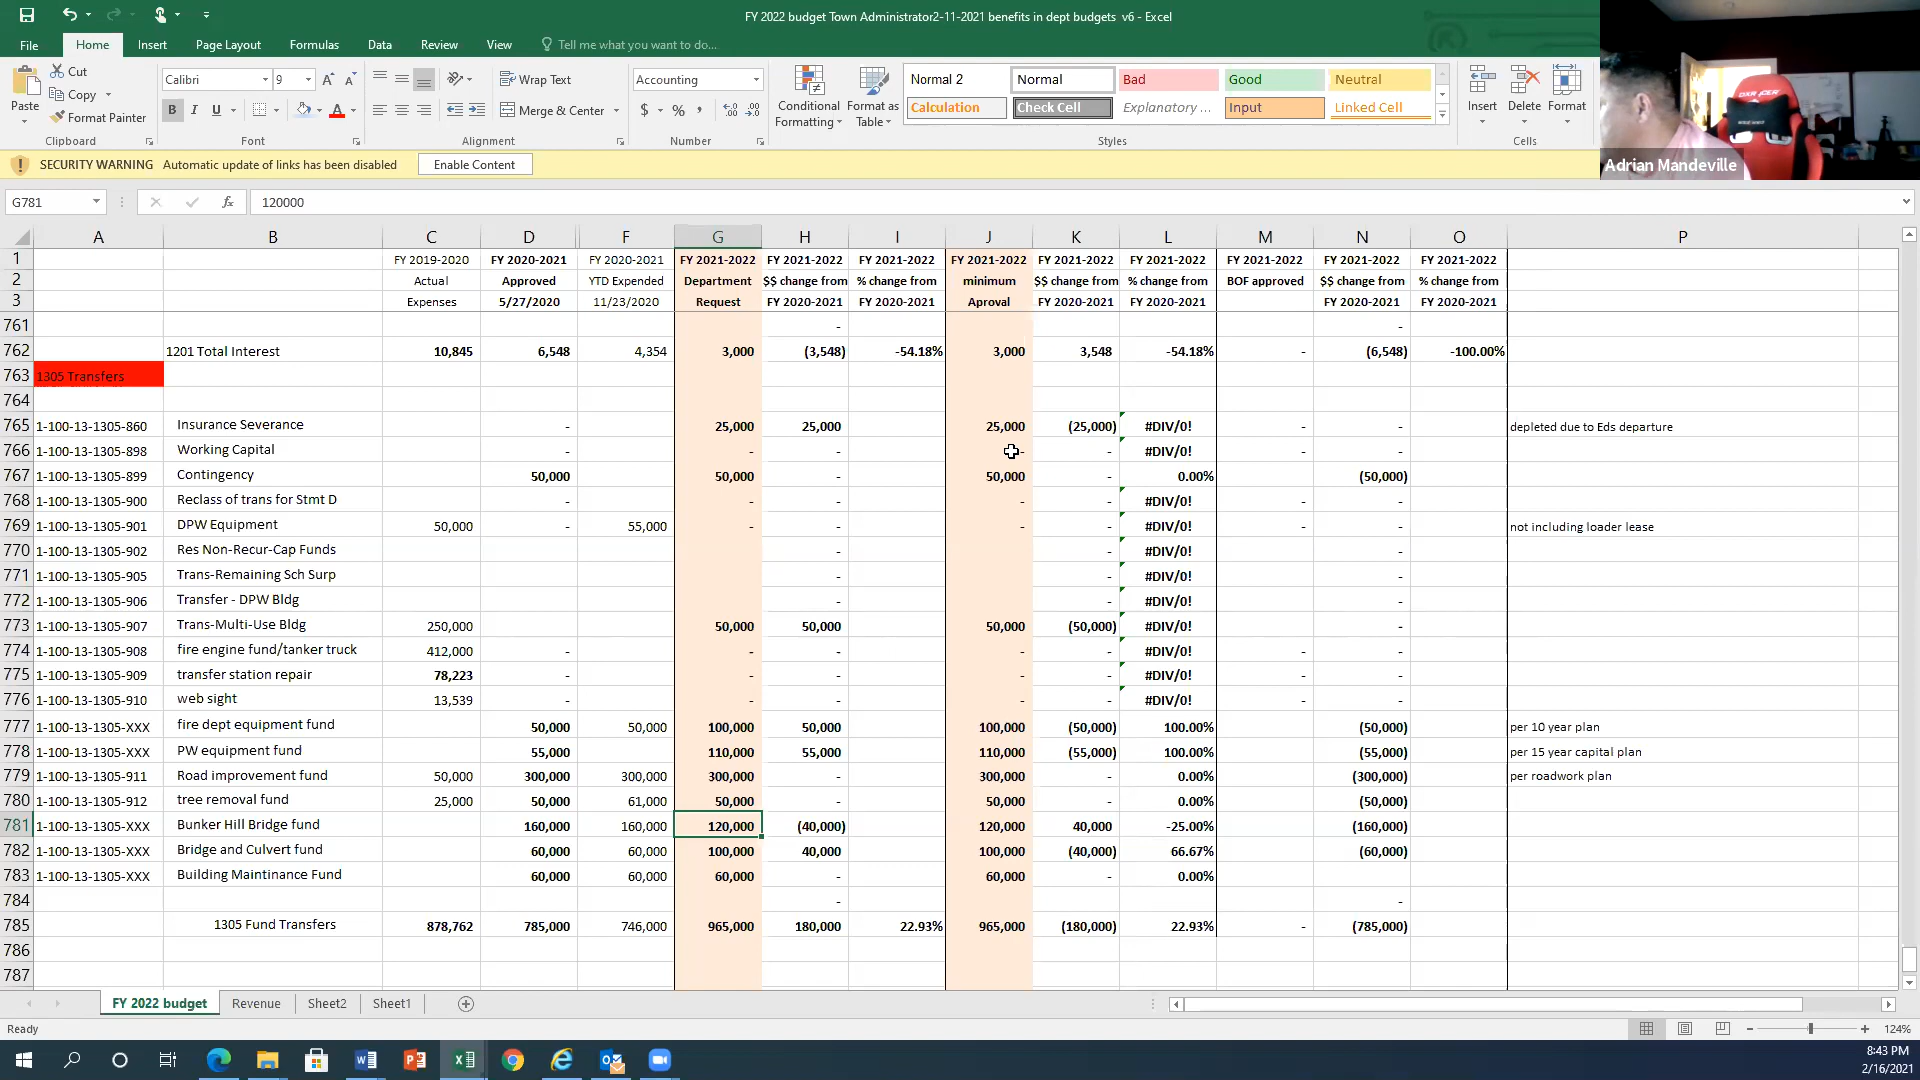 FY 2022 budget Town Administrator2-11-2021 benefits in dept budgets v6 - Excel
File Home Insert Page Layout Formulas Data Review View Tell me what you want to do...
Paste Cut Copy Format Painter
Calibri 9 B I U A
Wrap Text Merge & Center
Accounting $ % ,
Conditional Formatting Format as Table
Normal 2 Normal Bad Good Neutral
Calculation Check Cell Explanatory ... Input Linked Cell
Insert Delete Format
Clipboard Font Alignment Number Styles Cells
Adrian Mandeville
SECURITY WARNING Automatic update of links has been disabled Enable Content
G781 fx 120000
A B C D F G H I J K L M N O P
1 FY 2019-2020 FY 2020-2021 FY 2020-2021 FY 2021-2022 FY 2021-2022 FY 2021-2022 FY 2021-2022 FY 2021-2022 FY 2021-2022 FY 2021-2022 FY 2021-2022 FY 2021-2022
2 Actual Approved YTD Expended Department $$ change from % change from minimum $$ change from % change from BOF approved $$ change from % change from
3 Expenses 5/27/2020 11/23/2020 Request FY 2020-2021 FY 2020-2021 Aproval FY 2020-2021 FY 2020-2021 FY 2020-2021 FY 2020-2021
761 - -
762 1201 Total Interest 10,845 6,548 4,354 3,000 (3,548) -54.18% 3,000 3,548 -54.18% - (6,548) -100.00%
763 1305 Transfers
764
765 1-100-13-1305-860 Insurance Severance - 25,000 25,000 25,000 (25,000) #DIV/0! - - depleted due to Eds departure
766 1-100-13-1305-898 Working Capital - - - - - #DIV/0! - -
767 1-100-13-1305-899 Contingency 50,000 50,000 - 50,000 - 0.00% (50,000)
768 1-100-13-1305-900 Reclass of trans for Stmt D - - - - - #DIV/0! - -
769 1-100-13-1305-901 DPW Equipment 50,000 - 55,000 - - - - #DIV/0! - - not including loader lease
770 1-100-13-1305-902 Res Non-Recur-Cap Funds - - #DIV/0! -
771 1-100-13-1305-905 Trans-Remaining Sch Surp - - #DIV/0! -
772 1-100-13-1305-906 Transfer - DPW Bldg - - #DIV/0! -
773 1-100-13-1305-907 Trans-Multi-Use Bldg 250,000 50,000 50,000 50,000 (50,000) #DIV/0! -
774 1-100-13-1305-908 fire engine fund/tanker truck 412,000 - - - - - #DIV/0! - -
775 1-100-13-1305-909 transfer station repair 78,223 - - - - - #DIV/0! - -
776 1-100-13-1305-910 web sight 13,539 - - - - - #DIV/0! - -
777 1-100-13-1305-XXX fire dept equipment fund 50,000 50,000 100,000 50,000 100,000 (50,000) 100.00% (50,000) per 10 year plan
778 1-100-13-1305-XXX PW equipment fund 55,000 110,000 55,000 110,000 (55,000) 100.00% (55,000) per 15 year capital plan
779 1-100-13-1305-911 Road improvement fund 50,000 300,000 300,000 300,000 - 300,000 - 0.00% (300,000) per roadwork plan
780 1-100-13-1305-912 tree removal fund 25,000 50,000 61,000 50,000 - 50,000 - 0.00% (50,000)
781 1-100-13-1305-XXX Bunker Hill Bridge fund 160,000 160,000 120,000 (40,000) 120,000 40,000 -25.00% (160,000)
782 1-100-13-1305-XXX Bridge and Culvert fund 60,000 60,000 100,000 40,000 100,000 (40,000) 66.67% (60,000)
783 1-100-13-1305-XXX Building Maintinance Fund 60,000 60,000 60,000 - 60,000 - 0.00%
784 - -
785 1305 Fund Transfers 878,762 785,000 746,000 965,000 180,000 22.93% 965,000 (180,000) 22.93% - (785,000)
786
787
FY 2022 budget Revenue Sheet2 Sheet1
Ready 124%
8:43 PM
2/16/2021